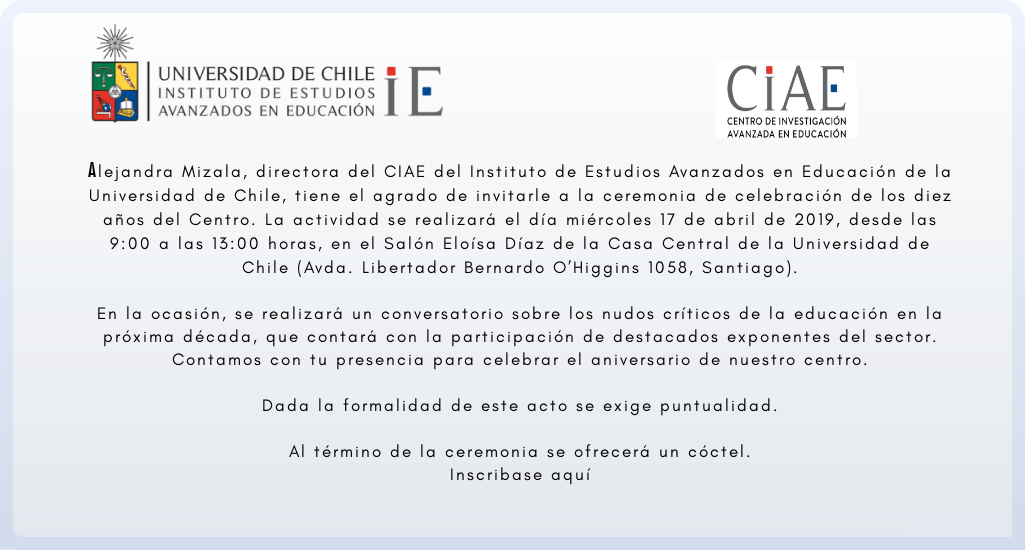 UNIVERSIDAD DE CHILE
INSTITUTO DE ESTUDIOS
AVANZADOS EN EDUCACIÓN
iE
CiAE
CENTRO DE INVESTIGACIÓN
AVANZADA EN EDUCACIÓN
Alejandra Mizala, directora del CIAE del Instituto de Estudios Avanzados en Educación de la
Universidad de Chile, tiene el agrado de invitarle a la ceremonia de celebración de los diez
años del Centro. La actividad se realizará el día miércoles 17 de abril de 2019, desde las
9:00 a las 13:00 horas, en el Salón Eloísa Díaz de la Casa Central de la Universidad de
Chile (Avda. Libertador Bernardo O’Higgins 1058, Santiago).
En la ocasión, se realizará un conversatorio sobre los nudos críticos de la educación en la
próxima década, que contará con la participación de destacados exponentes del sector.
Contamos con tu presencia para celebrar el aniversario de nuestro centro.
Dada la formalidad de este acto se exige puntualidad.
Al término de la ceremonia se ofrecerá un cóctel.
Inscribase aquí